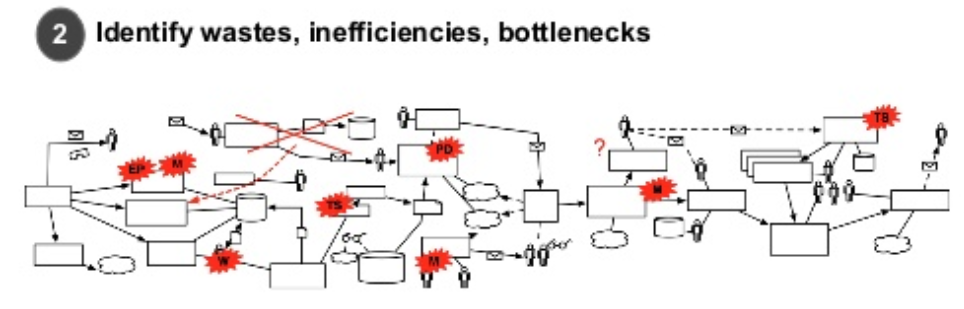 2 Identify wastes, inefficiencies, bottlenecks
EP
M
PD
TB
?
TS
M
W
M